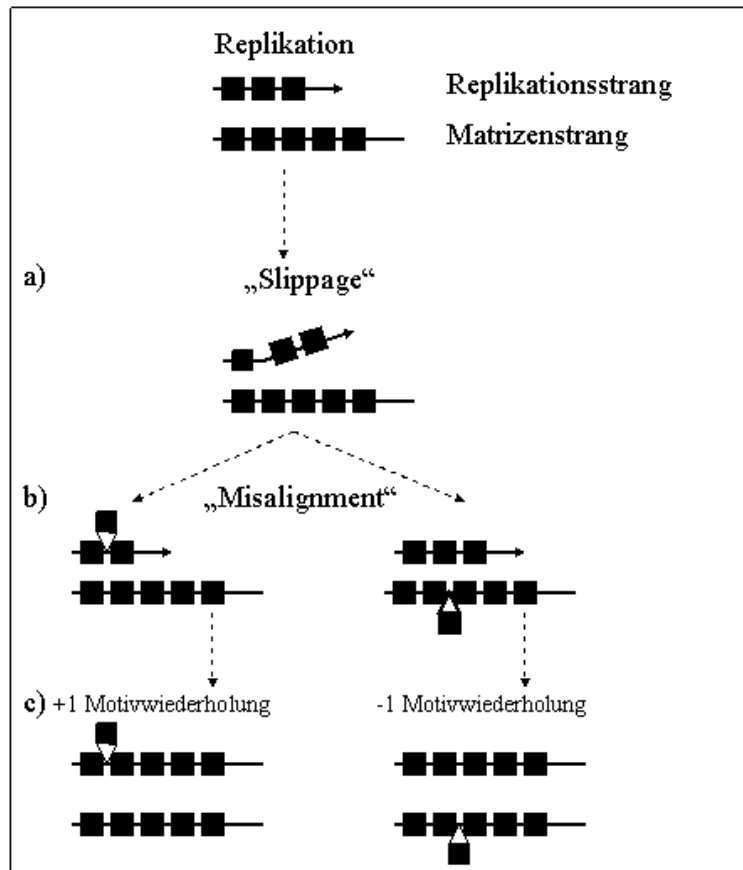 Replikation
Replikationsstrang
Matrizenstrang
a)
„Slippage“
b)
„Misalignment“
c) +1 Motivwiederholung -1 Motivwiederholung